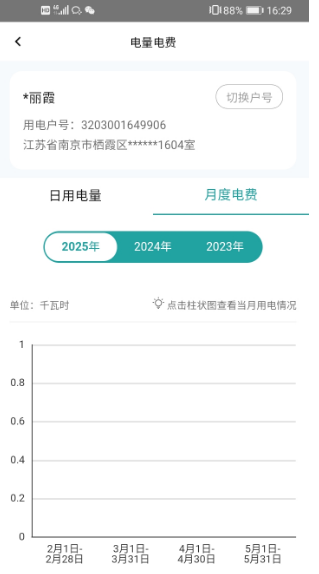 HD 4G 88% 16:29
电量电费
*丽霞
切换户号
用电户号：3203001649906
江苏省南京市栖霞区******1604室
日用电量 月度电费
2025年 2024年 2023年
单位：千瓦时 点击柱状图查看当月用电情况
1
0.8
0.6
0.4
0.2
0
2月1日-
2月28日
3月1日-
3月31日
4月1日-
4月30日
5月1日-
5月31日